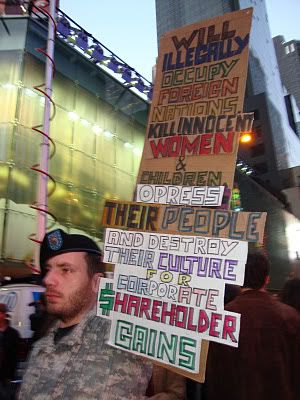 WILL
ILLEGALLY
OCCUPY
FOREIGN
NATIONS
KILL INNOCENT
WOMEN
&
CHILDREN
OPRESS
THEIR PEOPLE
AND DESTROY
THEIR CULTURE
FOR
CORPORATE
$HAREHOLDER
GAINS